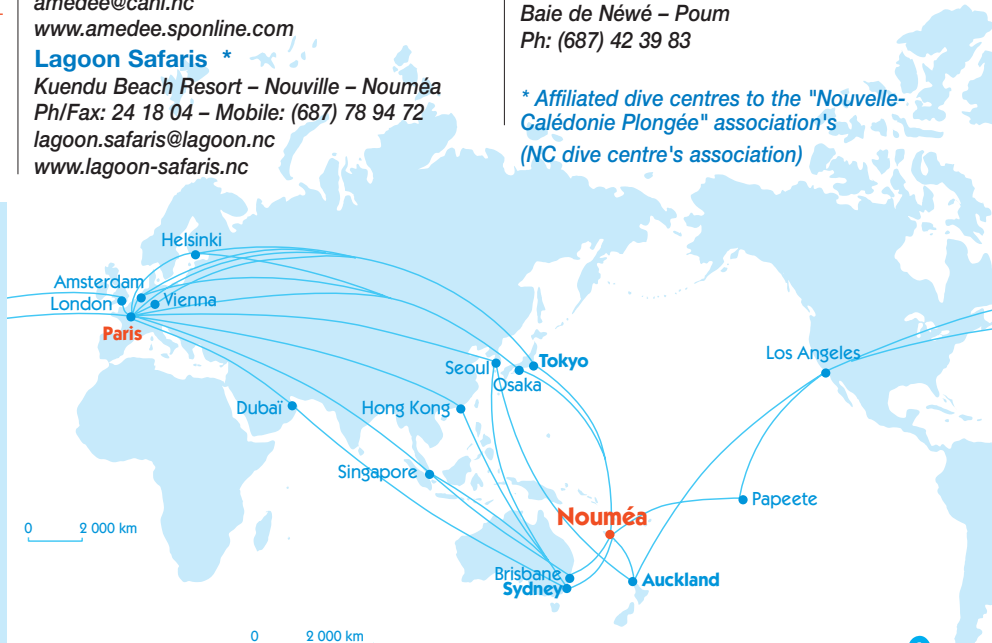 amedee@canl.nc
www.amedee.sponline.com
Lagoon Safaris *
Kuendu Beach Resort – Nouville – Nouméa
Ph/Fax: 24 18 04 – Mobile: (687) 78 94 72
lagoon.safaris@lagoon.nc
www.lagoon-safaris.nc
Baie de Néwé – Poum
Ph: (687) 42 39 83
* Affiliated dive centres to the "Nouvelle-
Calédonie Plongée" association's
(NC dive centre's association)
Helsinki
Amsterdam
London
Vienna
Paris
Seoul
Tokyo
Osaka
Los Angeles
Dubaï
Hong Kong
Singapore
Papeete
Nouméa
Brisbane
Sydney
Auckland
0 2 000 km
0 2 000 km